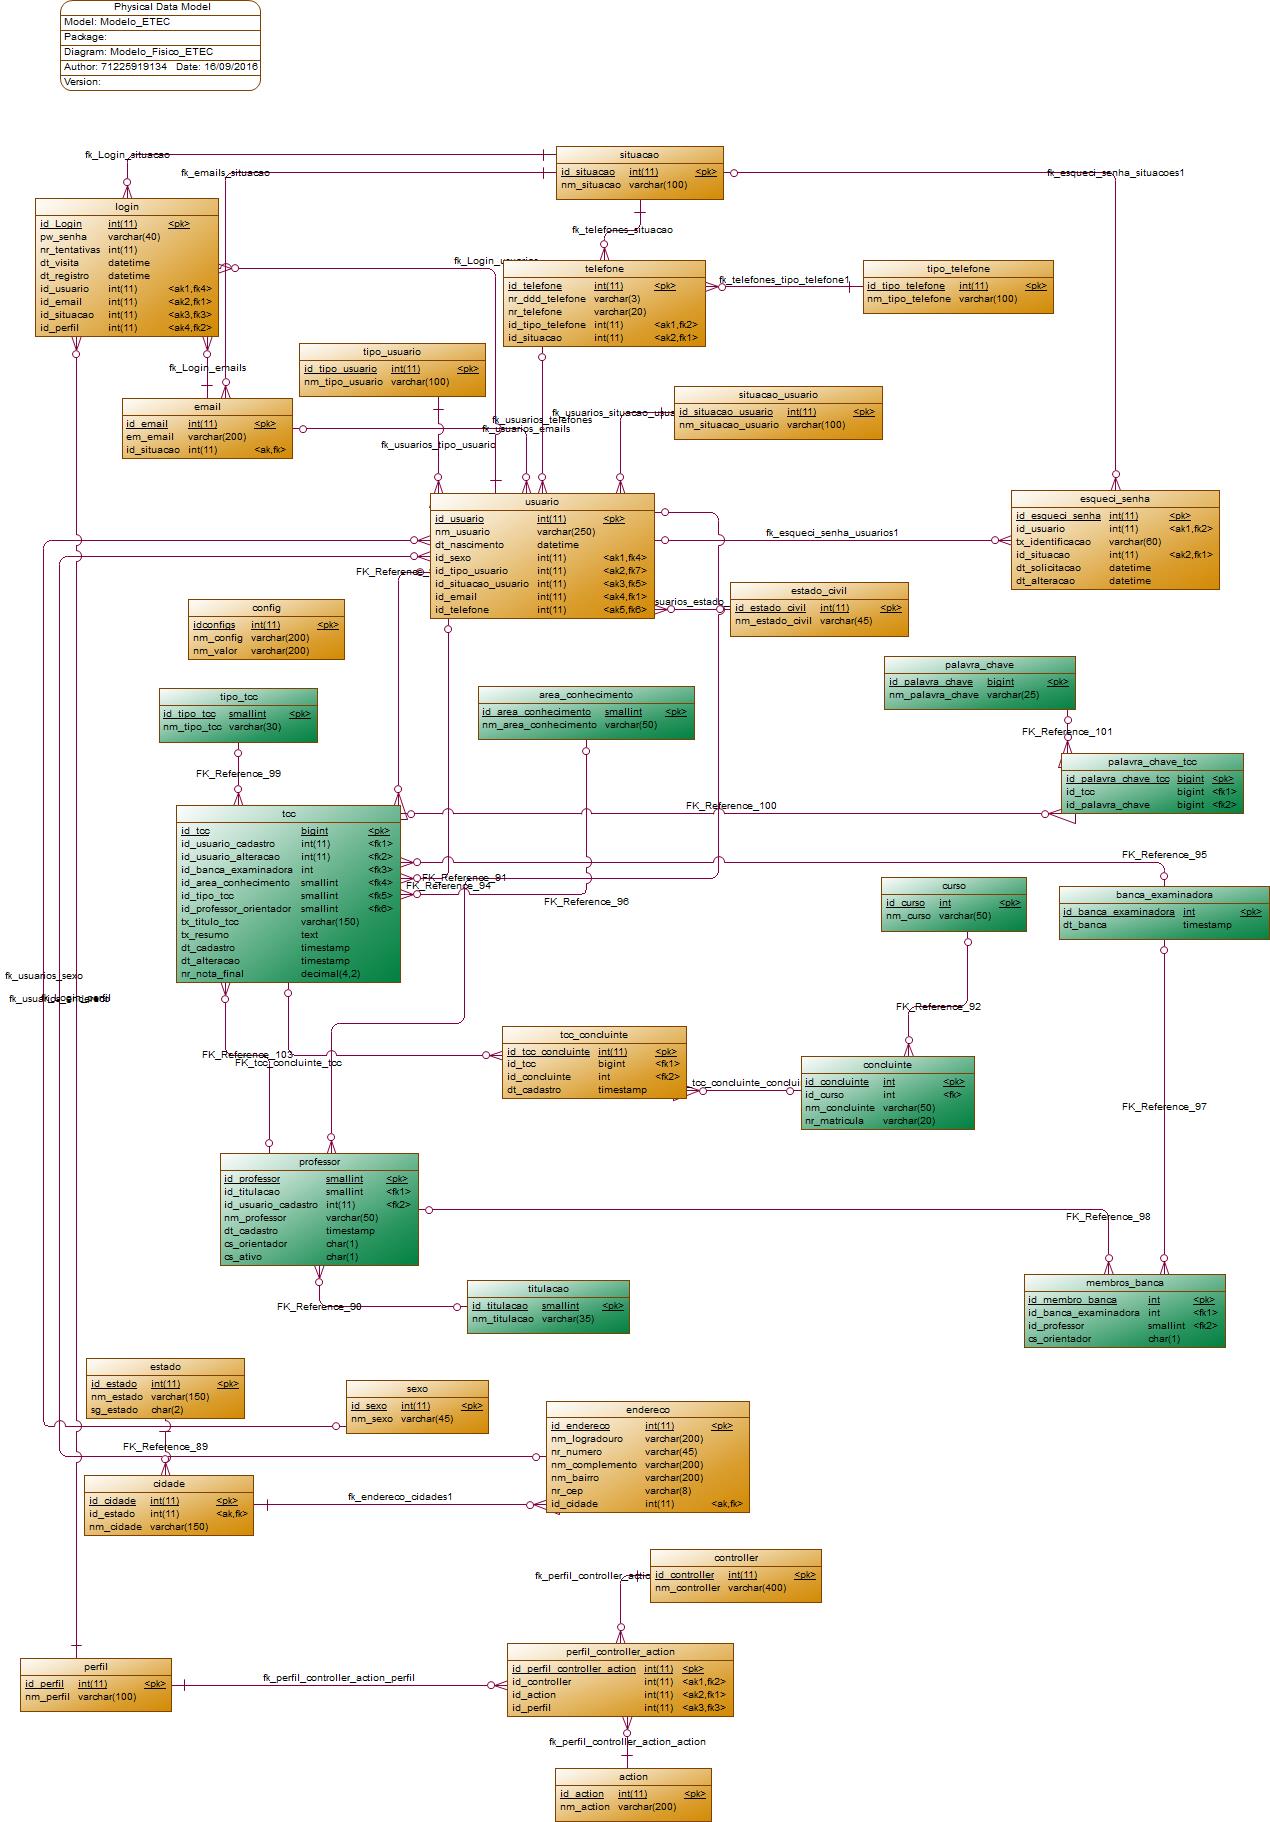 Physical Data Model
Model: Modelo_ETEC
Package:
Diagram: Modelo_Fisico_ETEC
Author: 71225919134 Date: 16/09/2016
Version:
fk_Login_situacao
fk_emails_situacao
situacao
id_situacao int(11) <pk>
nm_situacao varchar(100)
fk_esqueci_senha_situacoes1
login
id_Login int(11) <pk>
pw_senha varchar(40)
nr_tentativas int(11)
dt_visita datetime
dt_registro datetime
id_usuario int(11) <ak1,fk4>
id_email int(11) <ak2,fk1>
id_situacao int(11) <ak3,fk3>
id_perfil int(11) <ak4,fk2>
fk_telefones_situacao
telefone
id_telefone int(11) <pk>
nr_ddd_telefone varchar(3)
nr_telefone varchar(20)
id_tipo_telefone int(11) <ak1,fk2>
id_situacao int(11) <ak2,fk1>
fk_telefones_tipo_telefone1
tipo_telefone
id_tipo_telefone int(11) <pk>
nm_tipo_telefone varchar(100)
fk_Login_emails
tipo_usuario
id_tipo_usuario int(11) <pk>
nm_tipo_usuario varchar(100)
email
id_email int(11) <pk>
em_email varchar(200)
id_situacao int(11) <ak,fk>
situacao_usuario
id_situacao_usuario int(11) <pk>
nm_situacao_usuario varchar(100)
fk_usuarios_situacao_usua
fk_usuarios_telefones
fk_usuarios_emails
fk_usuarios_tipo_usuario
usuario
id_usuario int(11) <pk>
nm_usuario varchar(250)
dt_nascimento datetime
id_sexo int(11) <ak1,fk4>
id_tipo_usuario int(11) <ak2,fk7>
id_situacao_usuario int(11) <ak3,fk5>
id_email int(11) <ak4,fk1>
id_telefone int(11) <ak5,fk6>
fk_esqueci_senha_usuarios1
esqueci_senha
id_esqueci_senha int(11) <pk>
id_usuario int(11) <ak1,fk2>
tx_identificacao varchar(60)
id_situacao int(11) <ak2,fk1>
dt_solicitacao datetime
dt_alteracao datetime
FK_Reference_
suarios_estado
estado_civil
id_estado_civil int(11) <pk>
nm_estado_civil varchar(45)
config
idconfigs int(11) <pk>
nm_config varchar(200)
nm_valor varchar(200)
palavra_chave
id_palavra_chave bigint <pk>
nm_palavra_chave varchar(25)
tipo_tcc
id_tipo_tcc smallint <pk>
nm_tipo_tcc varchar(30)
area_conhecimento
id_area_conhecimento smallint <pk>
nm_area_conhecimento varchar(50)
FK_Reference_101
palavra_chave_tcc
id_palavra_chave_tcc bigint <pk>
id_tcc bigint <fk1>
id_palavra_chave bigint <fk2>
FK_Reference_99
FK_Reference_100
tcc
id_tcc bigint <pk>
id_usuario_cadastro int(11) <fk1>
id_usuario_alteracao int(11) <fk2>
id_banca_examinadora int <fk3>
id_area_conhecimento smallint <fk4>
id_tipo_tcc smallint <fk5>
id_professor_orientador smallint <fk6>
tx_titulo_tcc varchar(150)
tx_resumo text
dt_cadastro timestamp
dt_alteracao timestamp
nr_nota_final decimal(4,2)
FK_Reference_95
FK_Reference_91
FK_Reference_94
FK_Reference_96
curso
id_curso int <pk>
nm_curso varchar(50)
banca_examinadora
id_banca_examinadora int <pk>
dt_banca timestamp
fk_usuarios_sexo
FK_Reference_92
FK_Reference_103
FK_tcc_concluinte_tcc
tcc_concluinte
id_tcc_concluinte int(11) <pk>
id_tcc bigint <fk1>
id_concluinte int <fk2>
dt_cadastro timestamp
tcc_concluinte_conclui
concluinte
id_concluinte int <pk>
id_curso int <fk>
nm_concluinte varchar(50)
nr_matricula varchar(20)
FK_Reference_97
professor
id_professor smallint <pk>
id_titulacao smallint <fk1>
id_usuario_cadastro int(11) <fk2>
nm_professor varchar(50)
dt_cadastro timestamp
cs_orientador char(1)
cs_ativo char(1)
FK_Reference_98
FK_Reference_90
titulacao
id_titulacao smallint <pk>
nm_titulacao varchar(35)
membros_banca
id_membro_banca int <pk>
id_banca_examinadora int <fk1>
id_professor smallint <fk2>
cs_orientador char(1)
estado
id_estado int(11) <pk>
nm_estado varchar(150)
sg_estado char(2)
sexo
id_sexo int(11) <pk>
nm_sexo varchar(45)
FK_Reference_89
endereco
id_endereco int(11) <pk>
nm_logradouro varchar(200)
nr_numero varchar(45)
nm_complemento varchar(200)
nm_bairro varchar(200)
nr_cep varchar(8)
id_cidade int(11) <ak,fk>
cidade
id_cidade int(11) <pk>
id_estado int(11) <ak,fk>
nm_cidade varchar(150)
fk_endereco_cidades1
controller
id_controller int(11) <pk>
nm_controller varchar(400)
fk_perfil_controller_actio
perfil_controller_action
id_perfil_controller_action int(11) <pk>
id_controller int(11) <ak1,fk2>
id_action int(11) <ak2,fk1>
id_perfil int(11) <ak3,fk3>
perfil
id_perfil int(11) <pk>
nm_perfil varchar(100)
fk_perfil_controller_action_perfil
fk_perfil_controller_action_action
action
id_action int(11) <pk>
nm_action varchar(200)